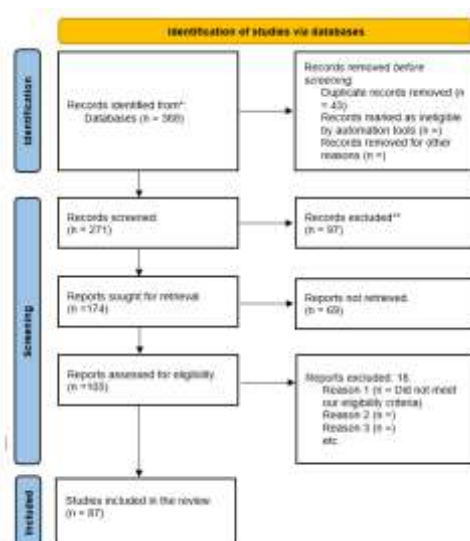 Identification of studies via databases
Identification
Records identified from*:
Databases (n = 368)
Records removed before
screening:
Duplicate records removed (n
= 43)
Records marked as ineligible
by automation tools (n =)
Records removed for other
reasons (n =)
Screening
Records screened
(n = 271)
Records excluded**
(n = 97)
Reports sought for retrieval
(n =174)
Reports not retrieved
(n = 69)
Reports assessed for eligibility
(n =105)
Reports excluded: 18
Reason 1 (n = Did not meet
our eligibility criteria)
Reason 2 (n =)
Reason 3 (n =)
etc
Included
Studies included in the review
(n = 87)